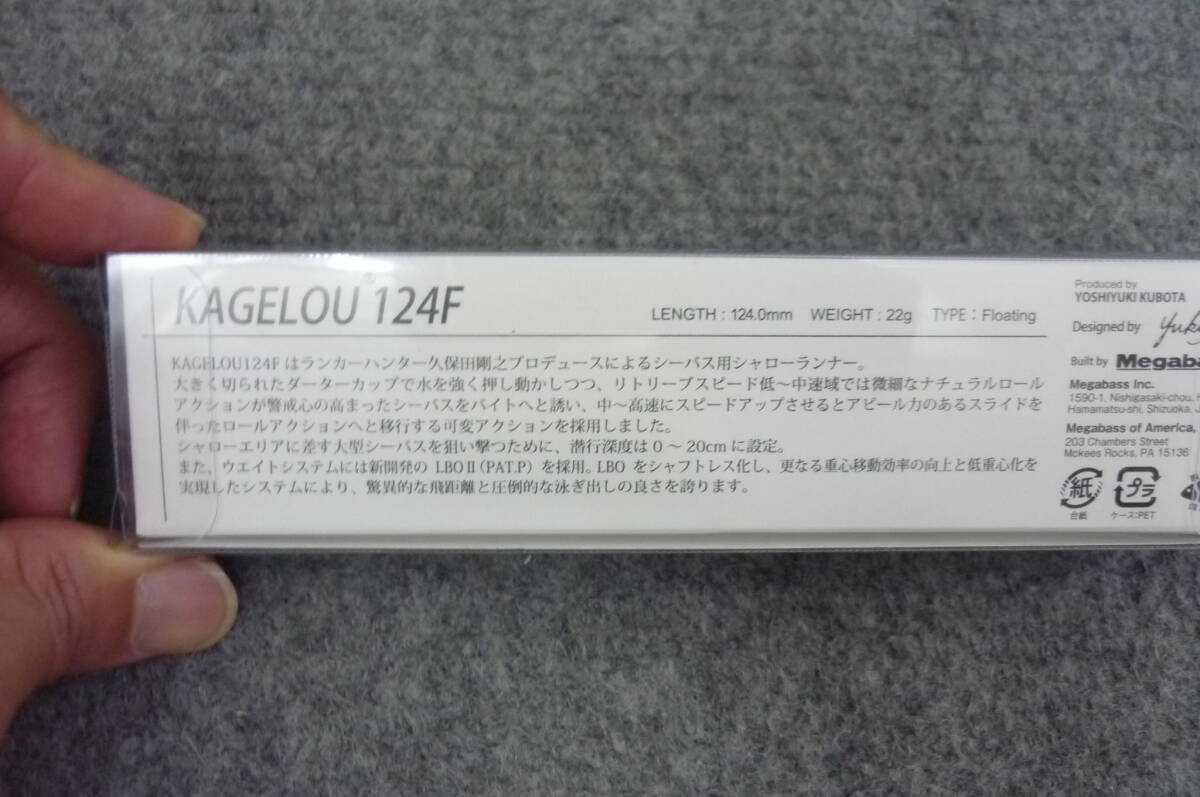 KAGELOU® 124F
LENGTH : 124.0mm WEIGHT : 22g TYPE : Floating
KAGELOU124F はランカーハンター久保田剛之プロデュースによるシーバス用シャローランナー。
大きく切られたダーターカップで水を強く押し動かしつつ、リトリーブスピード低～中速域では微細なナチュラルロール
アクションが警戒心の高まったシーバスをバイトへと誘い、中～高速にスピードアップさせるとアピール力のあるスライドを
伴ったロールアクションへと移行する可変アクションを採用しました。
シャローエリアに差す大型シーバスを狙い撃つために、潜行深度は 0 ～ 20cm に設定。
また、ウエイトシステムには新開発の LBOⅡ(PAT.P) を採用。LBO をシャフトレス化し、更なる重心移動効率の向上と低重心化を
実現したシステムにより、驚異的な飛距離と圧倒的な泳ぎ出しの良さを誇ります。
Produced by
YOSHIYUKI KUBOTA
Designed by
Built by Megaba
Megabass Inc.
1590-1, Nishigasaki-chou,
Hamamatsu-shi, Shizuoka,
Megabass of America,
203 Chambers Street
Mckees Rocks, PA 15136
紙
台紙
プラ
ケース:PET